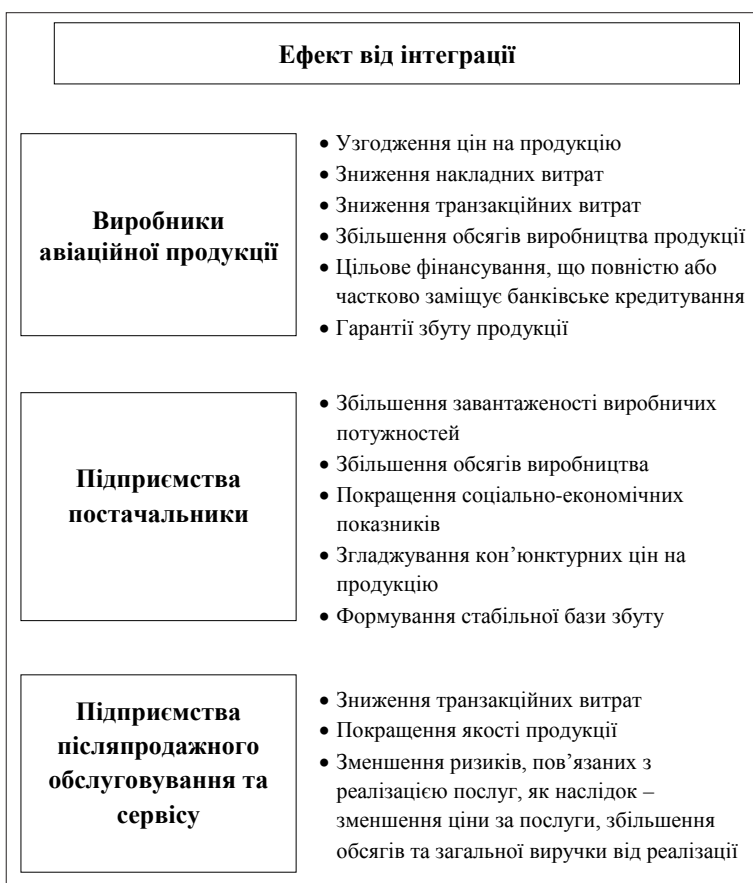 Ефект від інтеграції
Виробники
авіаційної продукції
• Узгодження цін на продукцію
• Зниження накладних витрат
• Зниження транзакційних витрат
• Збільшення обсягів виробництва продукції
• Цільове фінансування, що повністю або
частково заміщує банківське кредитування
• Гарантії збуту продукції
Підприємства
постачальники
• Збільшення завантаженості виробничих
потужностей
• Збільшення обсягів виробництва
• Покращення соціально-економічних
показників
• Згладжування кон’юнктурних цін на
продукцію
• Формування стабільної бази збуту
Підприємства
післяпродажного
обслуговування та
сервісу
• Зниження транзакційних витрат
• Покращення якості продукції
• Зменшення ризиків, пов’язаних з
реалізацією послуг, як наслідок –
зменшення ціни за послуги, збільшення
обсягів та загальної виручки від реалізації